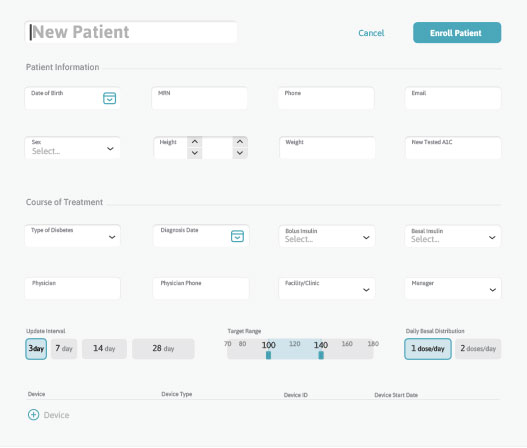 New Patient Cancel Enroll Patient
Patient Information
Date of Birth MRN Phone Email
Sex Height Weight New Tested A1C
Select...
Course of Treatment
Type of Diabetes Diagnosis Date Bolus Insulin Basal Insulin
Select... Select...
Physician Physician Phone Facility/Clinic Manager
Update Interval Target Range Daily Basal Distribution
3day 7 day 14 day 28 day 70 80 100 120 140 160 180 1 dose/day 2 doses/day
Device Device Type Device ID Device Start Date
Device